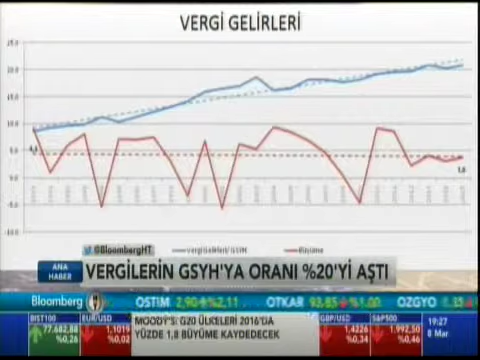 VERGİ GELİRLERİ
25.0
20.0
15.0
10.0
5.0
0.0
-5.0
-10.0
@BloombergHT
Vergi Gelirleri/ GSYH
Büyüme
ANA
HABER
VERGİLERİN GSYH'YA ORANI %20'Yİ AŞTI
Bloomberg
OSTIM 2,90 2,11
OTKAR 93,85 1,00
OZGYO
BIST100
77.682,88
%0,26
EUR/USD
1,1019
%0,02
MOODY'S: G20 ÜLKELERİ 2016'DA
YÜZDE 1,8 BÜYÜME KAYDEDECEK
GBP/USD
1,4226
%0,34
S&P500
1.992,50
%0,46
19:27
8 Mar